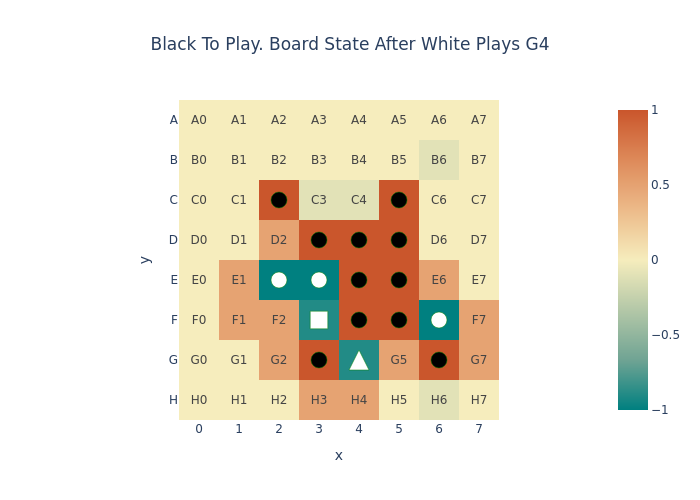 Black To Play. Board State After White Plays G4
A A0 A1 A2 A3 A4 A5 A6 A7
B B0 B1 B2 B3 B4 B5 B6 B7
C C0 C1 C3 C4 C6 C7
D D0 D1 D2 D6 D7
E E0 E1 E6 E7
F F0 F1 F2 F7
G G0 G1 G2 G5 G7
H H0 H1 H2 H3 H4 H5 H6 H7
0 1 2 3 4 5 6 7
x
y
1
0.5
0
−0.5
−1